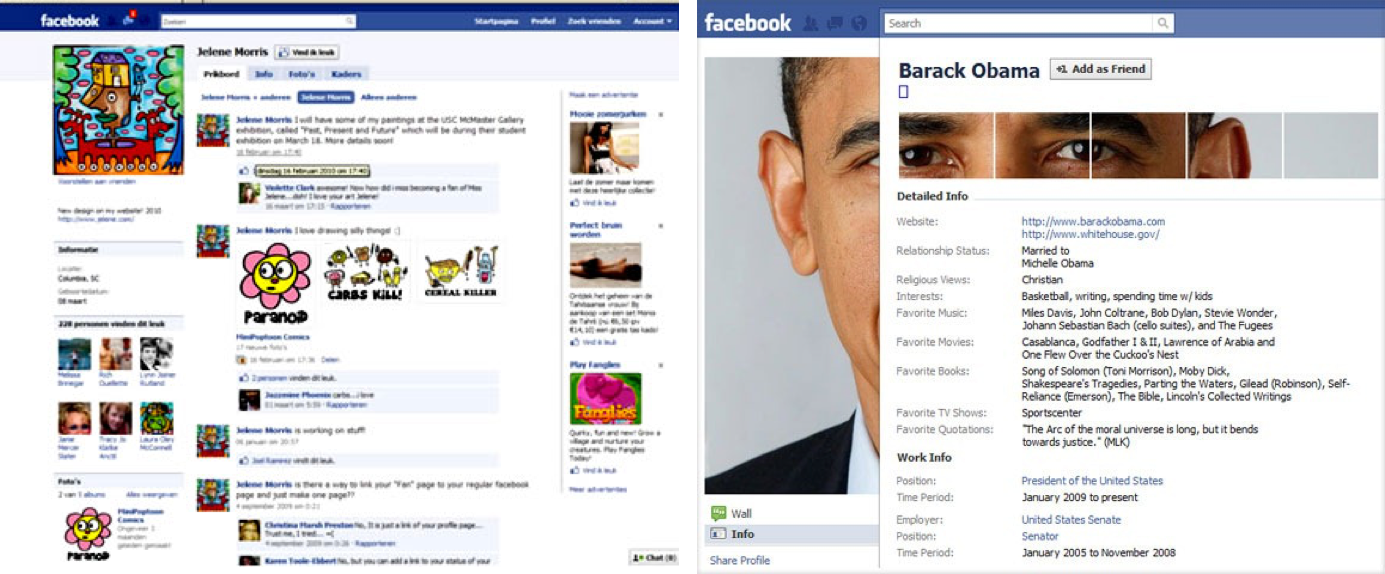 facebook
Zoeken
Startpagina Profiel Zoek vrienden Account
Jelene Morris Vind ik leuk
Prikbord Info Foto's Kaders
Jelene Morris + anderen Jelene Morris Alleen anderen
Jelene Morris I will have some of my paintings at the USC McMaster Gallery
exhibition, called "Past, Present and Future" which will be during their student
exhibition on March 18. More details soon!
16 februari om 17:40
dinsdag 16 februari 2010 om 17:40
Violette Clark awesome! Now how did i miss becoming a fan of Miss
Jelene....doh! I love your art Jelene!
16 maart om 17:15 · Rapporteren
Jelene Morris I love drawing silly things! :)
PARANOID
CARBS KILL!
CEREAL KILLER
MiniPoptoon Comics
17 nieuwe foto's
16 februari om 17:36 Delen
2 personen vinden dit leuk.
Jazzmine Phoenix carbs...i love
01 maart om 5:59 · Rapporteren
Jelene Morris is working on stuff!
06 januari om 20:57
Joel Ramirez vindt dit leuk.
Jelene Morris is there a way to link your "Fan" page to your regular facebook
page and just make one page??
4 september 2009 om 0:21
Christina Marsh Preston No, It is just a link of your profile page...
Trust me, I tried... =(
4 september 2009 om 0:26 · Rapporteren
Karen Toole-Ebbert No, but you can add a link to your status of your
Voorstellen aan vrienden
New design on my website! 2010
http://www.jelene.com/
Informatie
Locatie:
Columbia, SC
Geboortedatum:
08 maart
228 personen vinden dit leuk
Melissa
Brinegar
Rich
Ouellette
Lynn Joiner
Rutland
Jane
Mercer
Slater
Tracy Jo
Klatke
Anctil
Laura Oley
McConnell
Foto's
2 van 1 albums Alles weergeven
MiniPoptoon
Comics
Ongeveer 1
maanden
geleden gemaakt
PARANOID
Maak een advertentie
Mooie zomerjurken
Laat de zomer maar komen
met deze heerlijke collectie!
Vind ik leuk
Perfect bruin
worden
Ontdek het geheim van de
Tahitiaanse vrouw! Bij
aankoop van een set Monoi
de Tahiti (nu €8,50 ipv
€14,10) een gratis tas kado!
Vind ik leuk
Play Fanglies
Fanglies
Quirky, fun and new! Grow a
village and nurture your
creatures. Play Fanglies
Today!
Vind ik leuk
Meer advertenties
Chat (0)
facebook
Search
Barack Obama +1 Add as Friend
Detailed Info
Website: http://www.barackobama.com
http://www.whitehouse.gov/
Relationship Status: Married to
Michelle Obama
Religious Views: Christian
Interests: Basketball, writing, spending time w/ kids
Favorite Music: Miles Davis, John Coltrane, Bob Dylan, Stevie Wonder,
Johann Sebastian Bach (cello suites), and The Fugees
Favorite Movies: Casablanca, Godfather I & II, Lawrence of Arabia and
One Flew Over the Cuckoo's Nest
Favorite Books: Song of Solomon (Toni Morrison), Moby Dick,
Shakespeare's Tragedies, Parting the Waters, Gilead (Robinson), Self-
Reliance (Emerson), The Bible, Lincoln's Collected Writings
Favorite TV Shows: Sportscenter
Favorite Quotations: "The Arc of the moral universe is long, but it bends
towards justice." (MLK)
Work Info
Position: President of the United States
Time Period: January 2009 to present
Employer: United States Senate
Position: Senator
Time Period: January 2005 to November 2008
Wall
Info
Share Profile